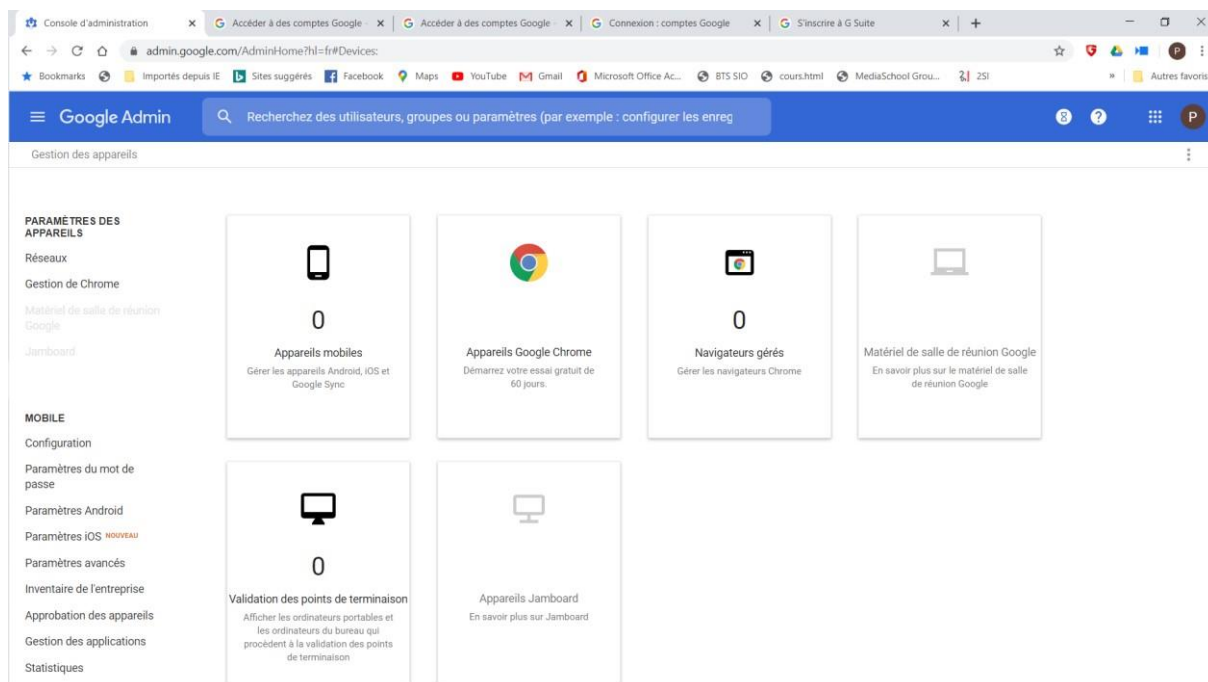 Console d'administration
Accéder à des comptes Google
Accéder à des comptes Google
Connexion : comptes Google
S'inscrire à G Suite
admin.google.com/AdminHome?hl=fr#Devices:
P
Bookmarks
Importés depuis IE
Sites suggérés
Facebook
Maps
YouTube
Gmail
Microsoft Office Ac...
BTS SIO
cours.html
MediaSchool Grou...
2SI
»
Autres favoris
Google Admin
Recherchez des utilisateurs, groupes ou paramètres (par exemple : configurer les enreg
8
?
P
Gestion des appareils
PARAMÈTRES DES
APPAREILS
Réseaux
Gestion de Chrome
Matériel de salle de réunion
Google
Jamboard
MOBILE
Configuration
Paramètres du mot de
passe
Paramètres Android
Paramètres iOS NOUVEAU
Paramètres avancés
Inventaire de l'entreprise
Approbation des appareils
Gestion des applications
Statistiques
0
Appareils mobiles
Gérer les appareils Android, iOS et
Google Sync
Appareils Google Chrome
Démarrez votre essai gratuit de
60 jours.
0
Navigateurs gérés
Gérer les navigateurs Chrome
Matériel de salle de réunion Google
En savoir plus sur le matériel de salle
de réunion Google
0
Validation des points de terminaison
Afficher les ordinateurs portables et
les ordinateurs du bureau qui
procèdent à la validation des points
de terminaison
Appareils Jamboard
En savoir plus sur Jamboard